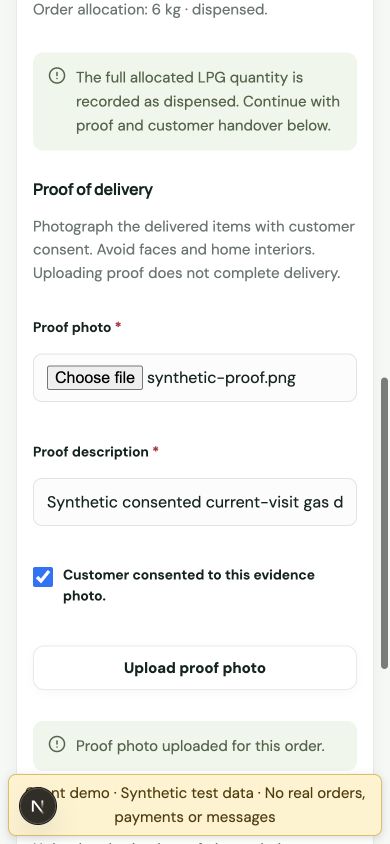 Order allocation: 6 kg · dispensed.
The full allocated LPG quantity is
recorded as dispensed. Continue with
proof and customer handover below.
Proof of delivery
Photograph the delivered items with customer
consent. Avoid faces and home interiors.
Uploading proof does not complete delivery.
Proof photo *
Choose file synthetic-proof.png
Proof description *
Synthetic consented current-visit gas d
Customer consented to this evidence
photo.
Upload proof photo
Proof photo uploaded for this order.
N
demo · Synthetic test data · No real orders,
payments or messages